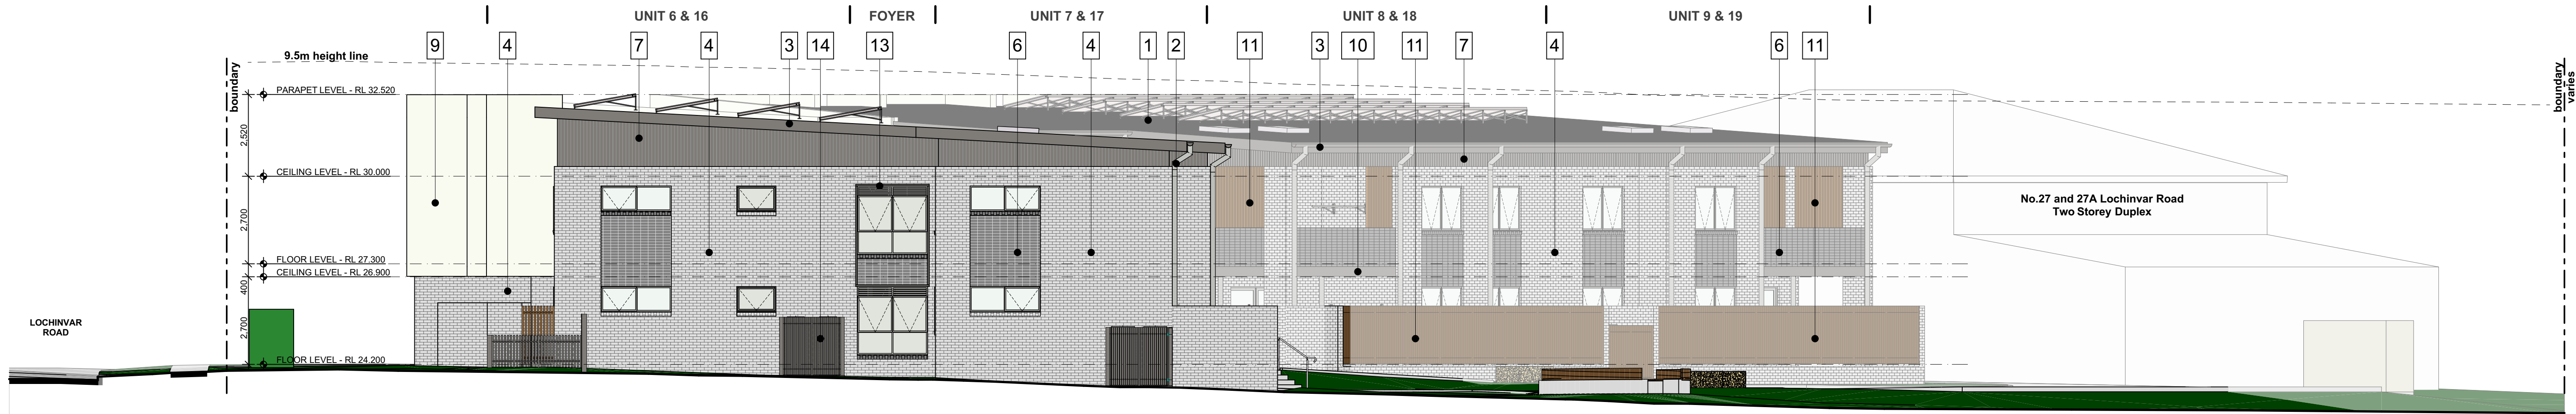 UNIT 6 & 16
FOYER
UNIT 7 & 17
UNIT 8 & 18
UNIT 9 & 19
9 4 7 4 3 14 13 6 4 1 2 11 3 10 11 7 4 6 11
9.5m height line
boundary
boundary
varies
PARAPET LEVEL - RL 32.520
2,520
CEILING LEVEL - RL 30.000
2,700
FLOOR LEVEL - RL 27.300
CEILING LEVEL - RL 26.900
400
2,700
FLOOR LEVEL - RL 24.200
LOCHINVAR
ROAD
No.27 and 27A Lochinvar Road
Two Storey Duplex